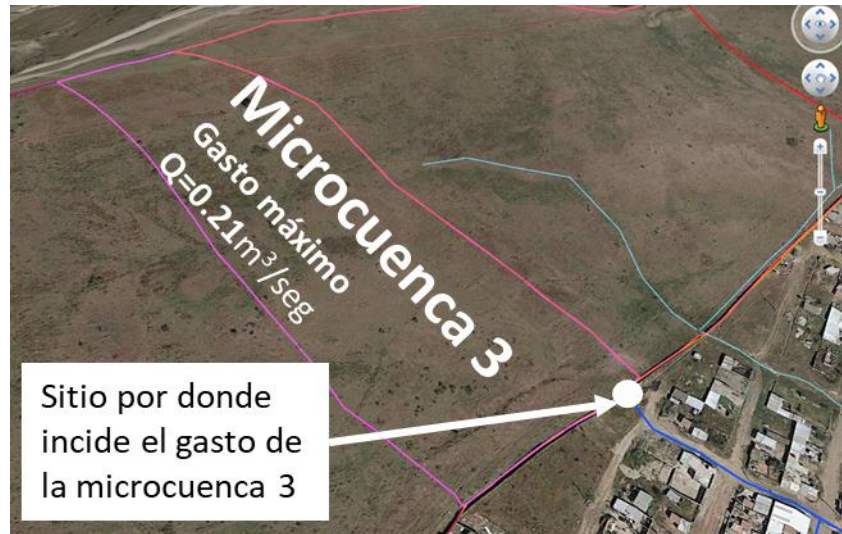 Microcuenca 3
Gasto máximo
Q=0.21m³/seg
Sitio por donde
incide el gasto de
la microcuenca 3